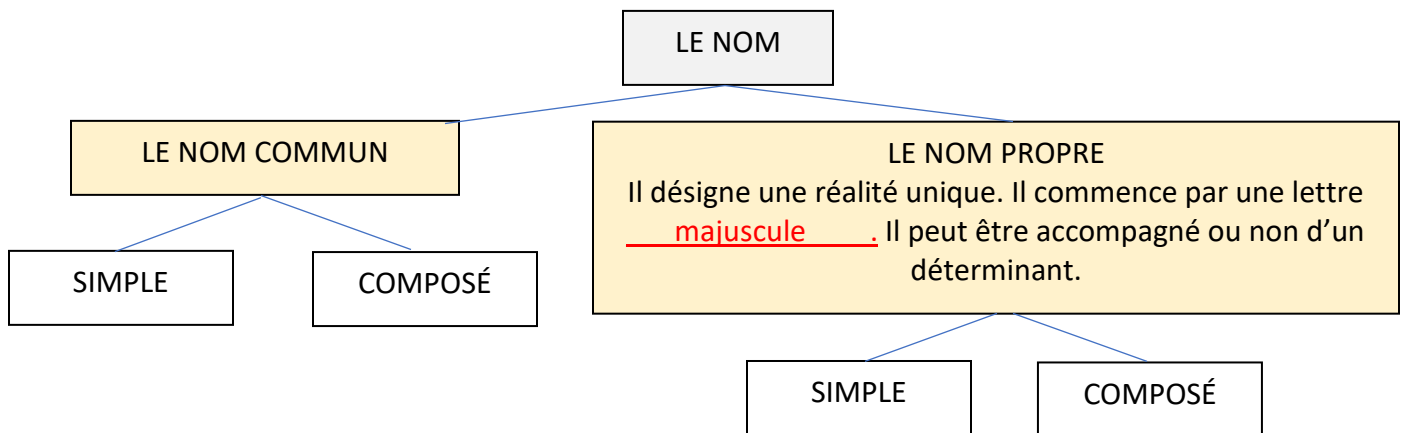 LE NOM
LE NOM COMMUN
LE NOM PROPRE
Il désigne une réalité unique. Il commence par une lettre
majuscule . Il peut être accompagné ou non d’un
déterminant.
SIMPLE
COMPOSÉ
SIMPLE
COMPOSÉ